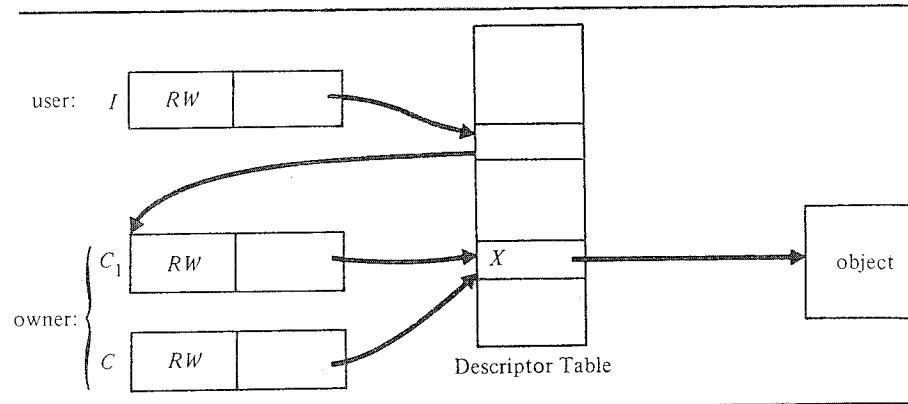 user: I RW
C1 RW
X
object
owner:
C RW
Descriptor Table